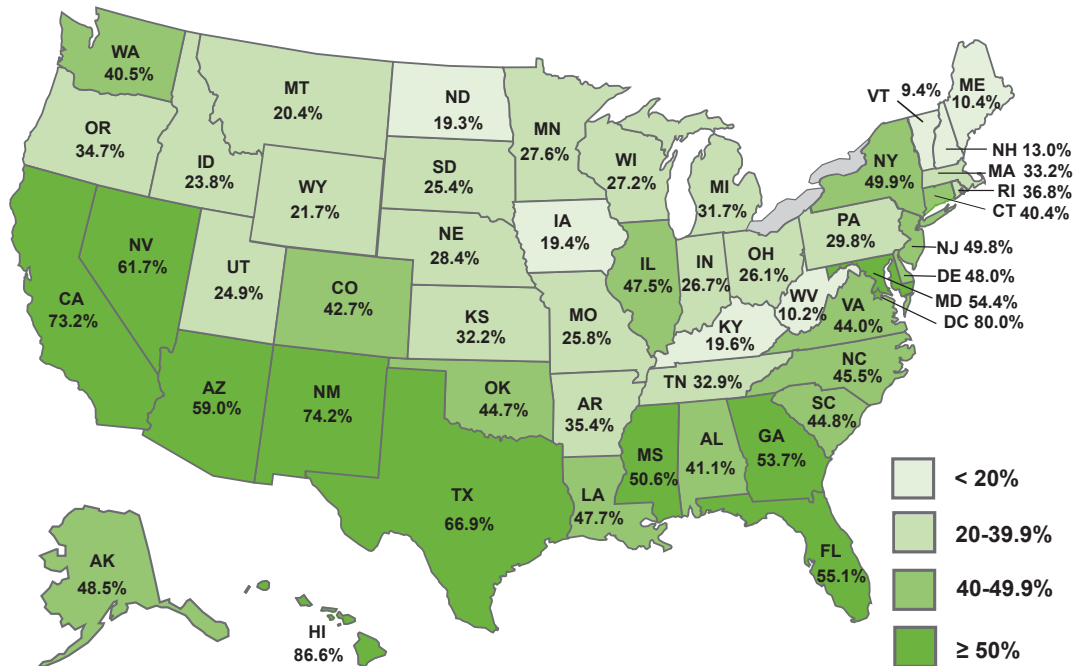 WA
40.5%
MT
20.4%
ND
19.3%
MN
27.6%
VT
9.4%
ME
10.4%
OR
34.7%
ID
23.8%
WY
21.7%
SD
25.4%
WI
27.2%
MI
31.7%
NY
49.9%
NH 13.0%
MA 33.2%
RI 36.8%
CT 40.4%
NV
61.7%
UT
24.9%
NE
28.4%
IA
19.4%
IL
47.5%
IN
26.7%
OH
26.1%
PA
29.8%
NJ 49.8%
DE 48.0%
MD 54.4%
DC 80.0%
CA
73.2%
CO
42.7%
KS
32.2%
MO
25.8%
KY
19.6%
WV
10.2%
VA
44.0%
AZ
59.0%
NM
74.2%
OK
44.7%
AR
35.4%
TN 32.9%
NC
45.5%
SC
44.8%
TX
66.9%
LA
47.7%
MS
50.6%
AL
41.1%
GA
53.7%
FL
55.1%
AK
48.5%
HI
86.6%
< 20%
20-39.9%
40-49.9%
≥ 50%